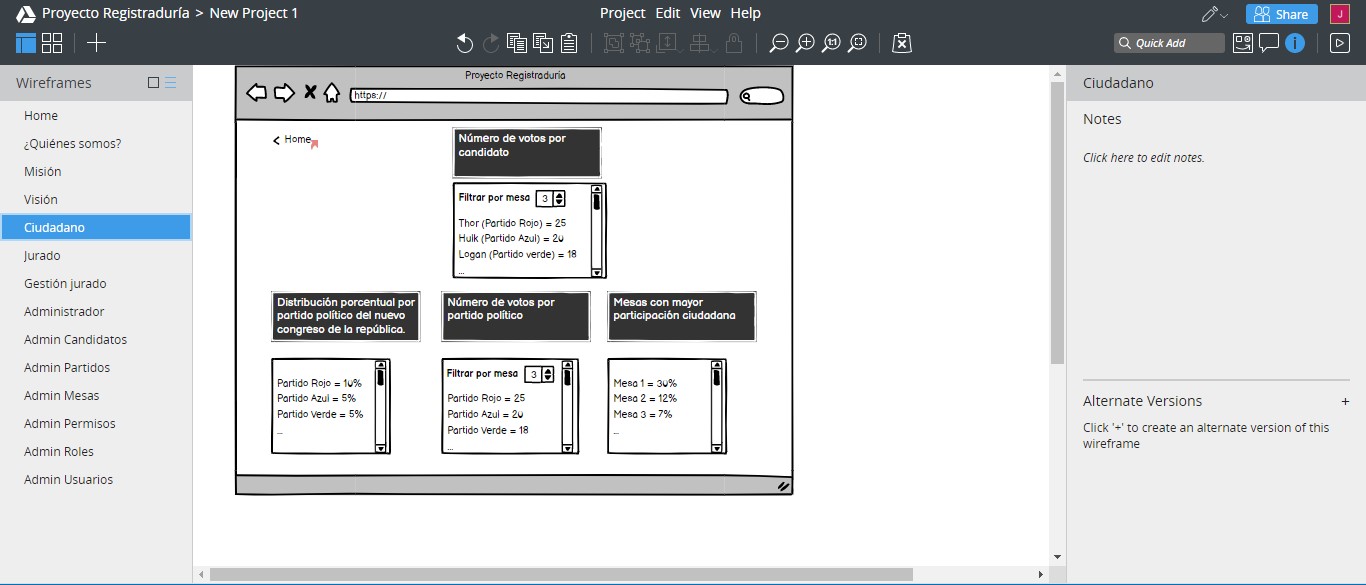 Proyecto Registraduría > New Project 1
Project Edit View Help
Share
J
1:1
Quick Add
Wireframes
Home
¿Quiénes somos?
Misión
Visión
Ciudadano
Jurado
Gestión jurado
Administrador
Admin Candidatos
Admin Partidos
Admin Mesas
Admin Permisos
Admin Roles
Admin Usuarios
Proyecto Registraduría
https://
< Home
Número de votos por
candidato
Filtrar por mesa 3
Thor (Partido Rojo) = 25
Hulk (Partido Azul) = 20
Logan (Partido verde) = 18
...
Distribución porcentual por
partido político del nuevo
congreso de la república.
Partido Rojo = 10%
Partido Azul = 5%
Partido Verde = 5%
...
Número de votos por
partido político
Filtrar por mesa 3
Partido Rojo = 25
Partido Azul = 20
Partido Verde = 18
...
Mesas con mayor
participación ciudadana
Mesa 1 = 30%
Mesa 2 = 12%
Mesa 3 = 7%
...
Ciudadano
Notes
Click here to edit notes.
Alternate Versions +
Click '+' to create an alternate version of this
wireframe